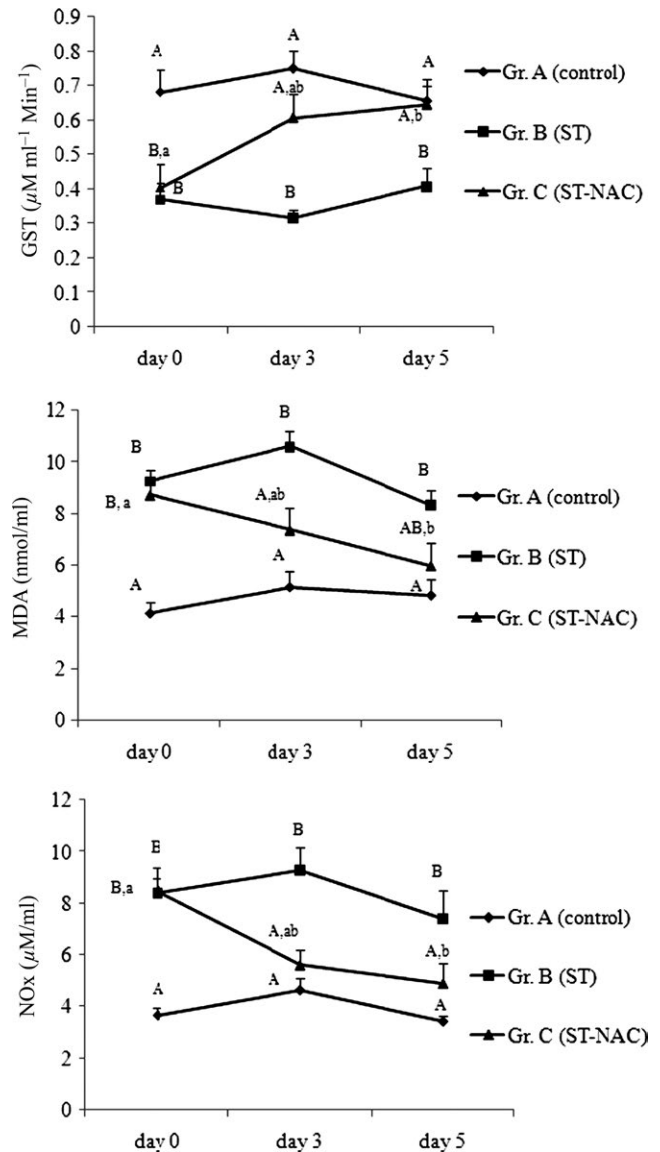 GST (µM ml⁻¹ Min⁻¹)
0.9
0.8
0.7
0.6
0.5
0.4
0.3
0.2
0.1
0
A
A
A
A,ab
A,b
B,a
B
B
B
day 0
day 3
day 5
Gr. A (control)
Gr. B (ST)
Gr. C (ST-NAC)
MDA (nmol/ml)
12
10
8
6
4
2
0
B
B
B
B, a
A,ab
AB,b
A
A
A
day 0
day 3
day 5
Gr. A (control)
Gr. B (ST)
Gr. C (ST-NAC)
NOx (µM/ml)
12
10
8
6
4
2
0
B
B
B
B,a
A,ab
A,b
A
A
A
day 0
day 3
day 5
Gr. A (control)
Gr. B (ST)
Gr. C (ST-NAC)